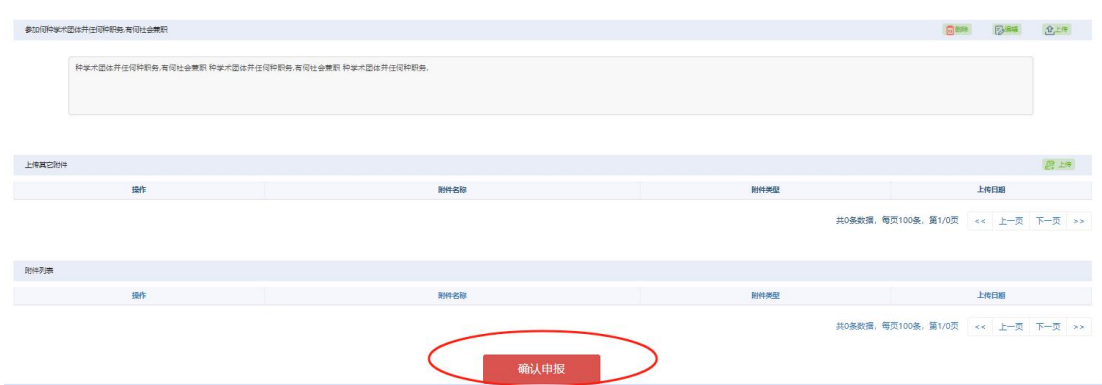 参加何种学术团体并任何种职务,有何社会兼职
删除 编辑 上传
种学术团体并任何种职务,有何社会兼职 种学术团体并任何种职务,有何社会兼职 种学术团体并任何种职务,
上传其它附件 上传
操作 附件名称 附件类型 上传日期
共0条数据，每页100条，第1/0页 << 上一页 下一页 >>
附件列表
操作 附件名称 附件类型 上传日期
共0条数据，每页100条，第1/0页 << 上一页 下一页 >>
确认申报